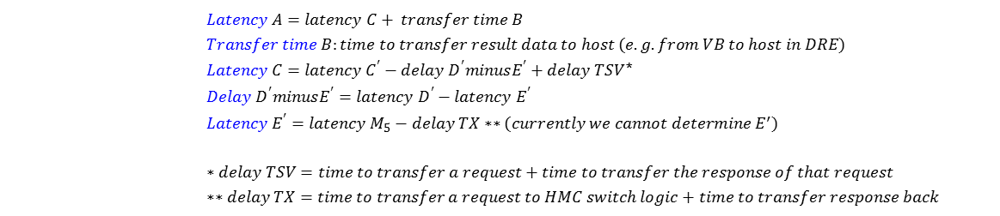 Latency A = latency C + transfer time B
Transfer time B: time to transfer result data to host (e. g. from VB to host in DRE)
Latency C = latency C′ − delay D′minusE′ + delay TSV*
Delay D′minusE′ = latency D′ − latency E′
Latency E′ = latency M₅ − delay TX ∗∗ (currently we cannot determine E′)
∗ delay TSV = time to transfer a request + time to transfer the response of that request
∗∗ delay TX = time to transfer a request to HMC switch logic + time to transfer response back